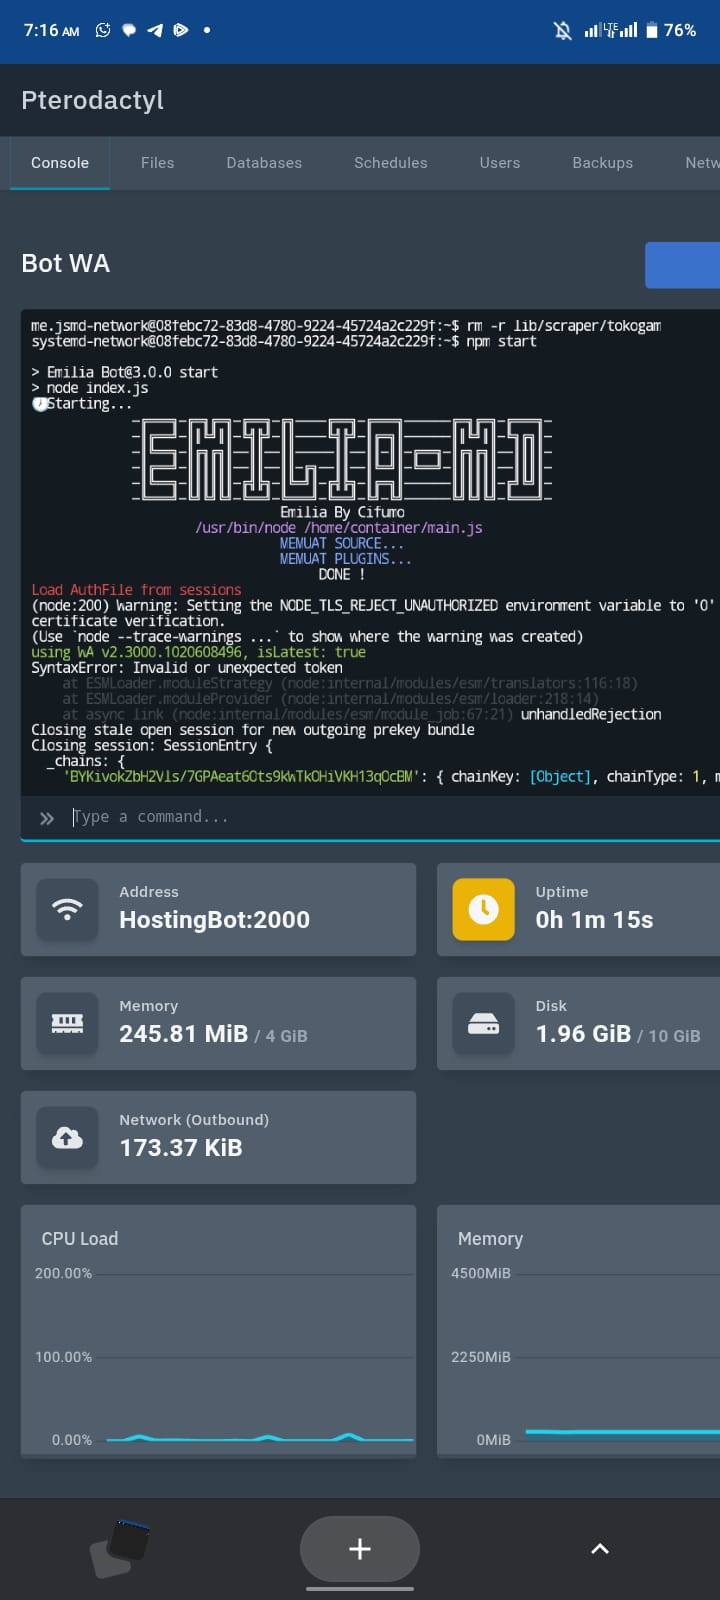 7:16 AM
LTE
76%
Pterodactyl
Console Files Databases Schedules Users Backups Netw
Bot WA
me.jsmd-network@08febc72-83d8-4780-9224-45724a2c229f:~$ rm -r lib/scraper/tokogam
systemd-network@08febc72-83d8-4780-9224-45724a2c229f:~$ npm start
> Emilia Bot@3.0.0 start
> node index.js
🕖Starting...
EMILIA-MD
Emilia By Cifumo
/usr/bin/node /home/container/main.js
MEMUAT SOURCE...
MEMUAT PLUGINS...
DONE !
Load AuthFile from sessions
(node:200) Warning: Setting the NODE_TLS_REJECT_UNAUTHORIZED environment variable to '0'
certificate verification.
(Use `node --trace-warnings ...` to show where the warning was created)
using WA v2.3000.1020608496, isLatest: true
SyntaxError: Invalid or unexpected token
at ESMLoader.moduleStrategy (node:internal/modules/esm/translators:116:18)
at ESMLoader.moduleProvider (node:internal/modules/esm/loader:218:14)
at async link (node:internal/modules/esm/module_job:67:21) unhandledRejection
Closing stale open session for new outgoing prekey bundle
Closing session: SessionEntry {
_chains: {
'BYKivokZbH2Vls/7GPAeat6Ots9kWTkOHiVKH13qOcBM': { chainKey: [Object], chainType: 1, m
Type a command...
Address
HostingBot:2000
Uptime
0h 1m 15s
Memory
245.81 MiB / 4 GiB
Disk
1.96 GiB / 10 GiB
Network (Outbound)
173.37 KiB
CPU Load
200.00%
100.00%
0.00%
Memory
4500MiB
2250MiB
0MiB